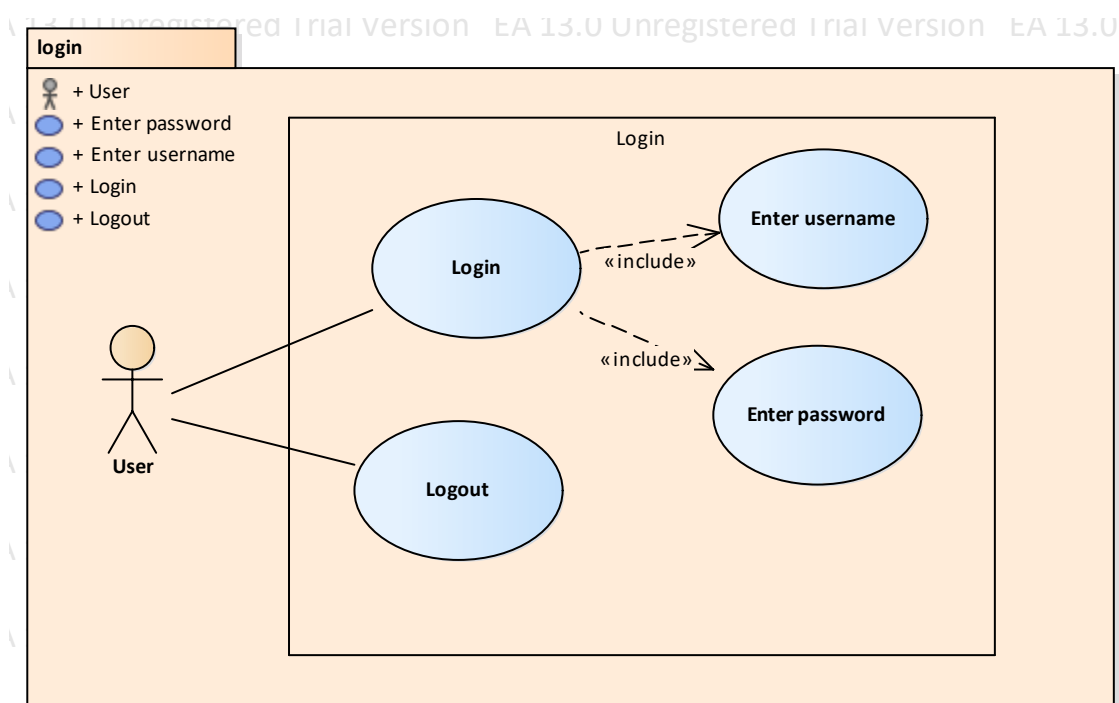 13.0 Unregistered Trial Version EA 13.0 Unregistered Trial Version EA 13.0
login
+ User
+ Enter password
+ Enter username
+ Login
+ Logout
Login
Enter username
Login
«include»
«include»
Enter password
User
Logout